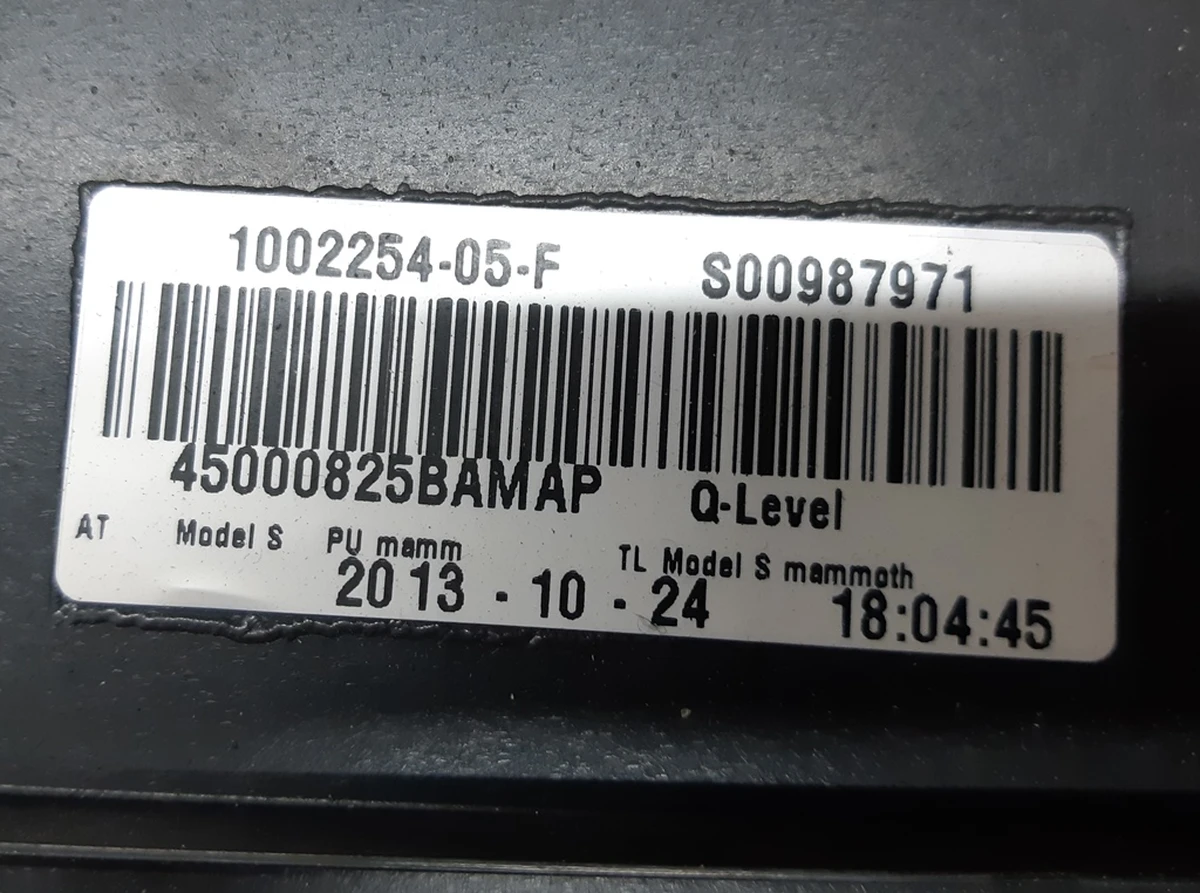 1002254-05-F S00987971
45000825BAMAP Q-Level
AT Model S PU mamm TL Model S mammoth
2013 - 10 - 24 18:04:45